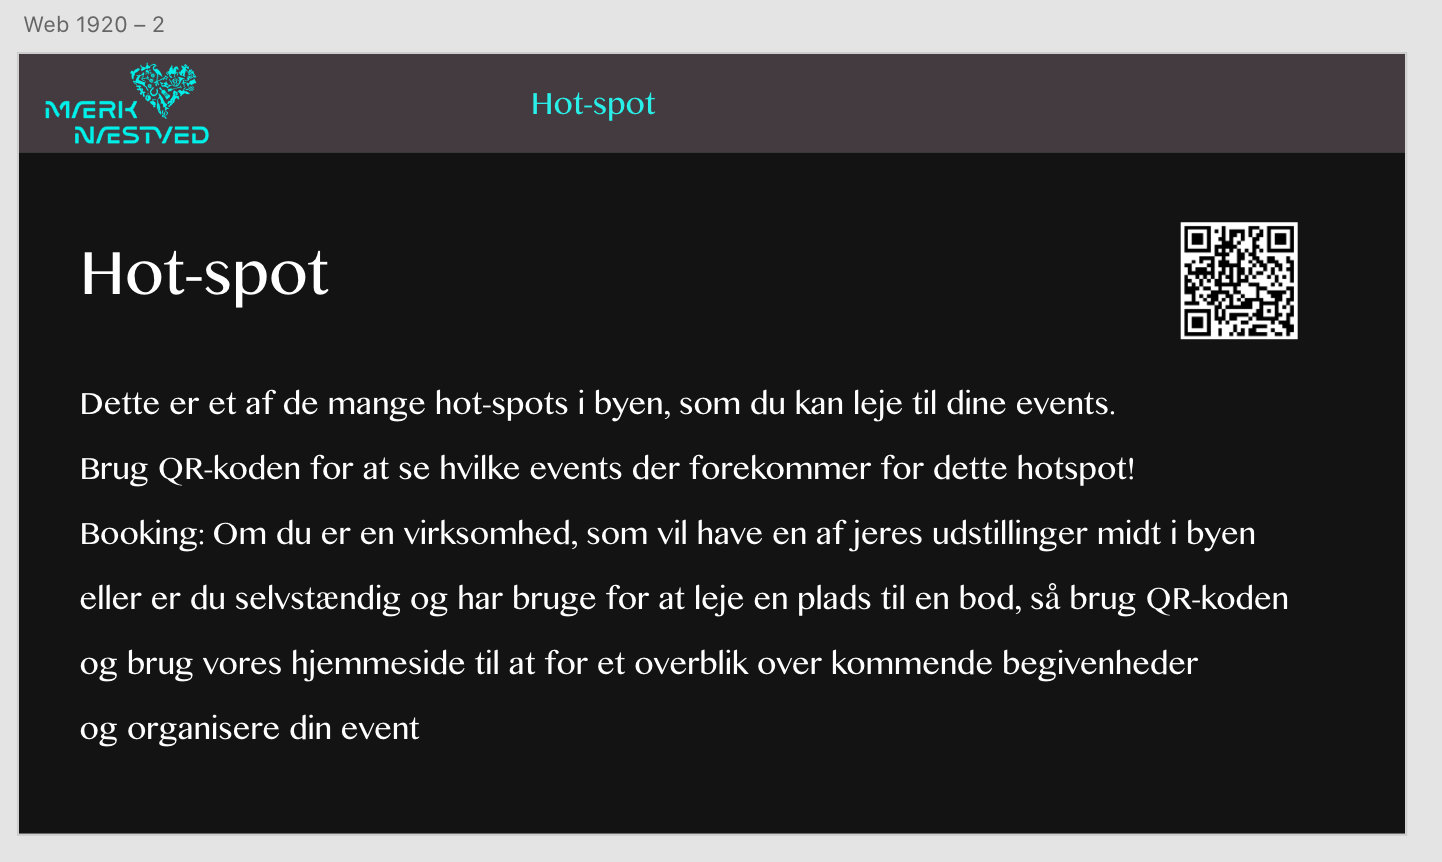 Web 1920 – 2
MÆRK
NÆSTVED
Hot-spot
Hot-spot
Dette er et af de mange hot-spots i byen, som du kan leje til dine events.
Brug QR-koden for at se hvilke events der forekommer for dette hotspot!
Booking: Om du er en virksomhed, som vil have en af jeres udstillinger midt i byen
eller er du selvstændig og har bruge for at leje en plads til en bod, så brug QR-koden
og brug vores hjemmeside til at for et overblik over kommende begivenheder
og organisere din event